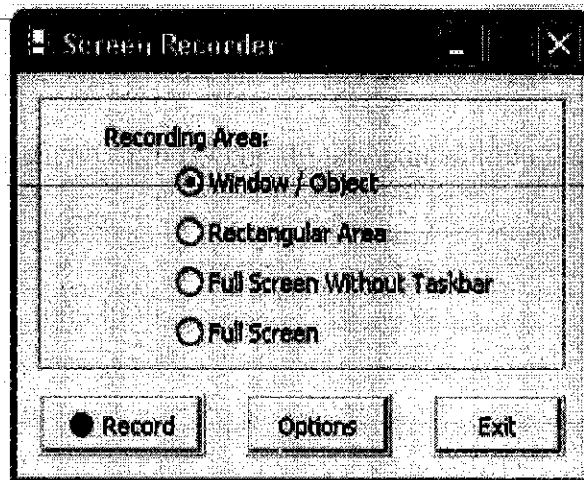 Screen Recorder
Recording Area:
Window / Object
Rectangular Area
Full Screen Without Taskbar
Full Screen
Record Options Exit